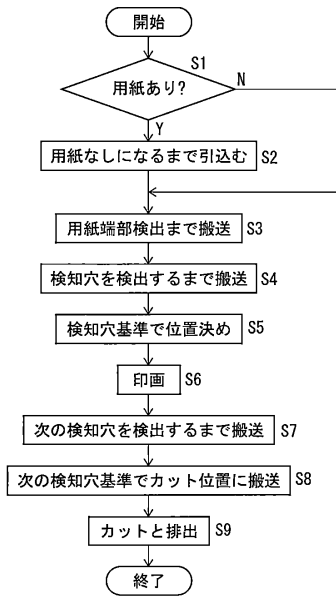 開始
S1
用紙あり?
N
Y
用紙なしになるまで引込む S2
用紙端部検出まで搬送 S3
検知穴を検出するまで搬送 S4
検知穴基準で位置決め S5
印画 S6
次の検知穴を検出するまで搬送 S7
次の検知穴基準でカット位置に搬送 S8
カットと排出 S9
終了